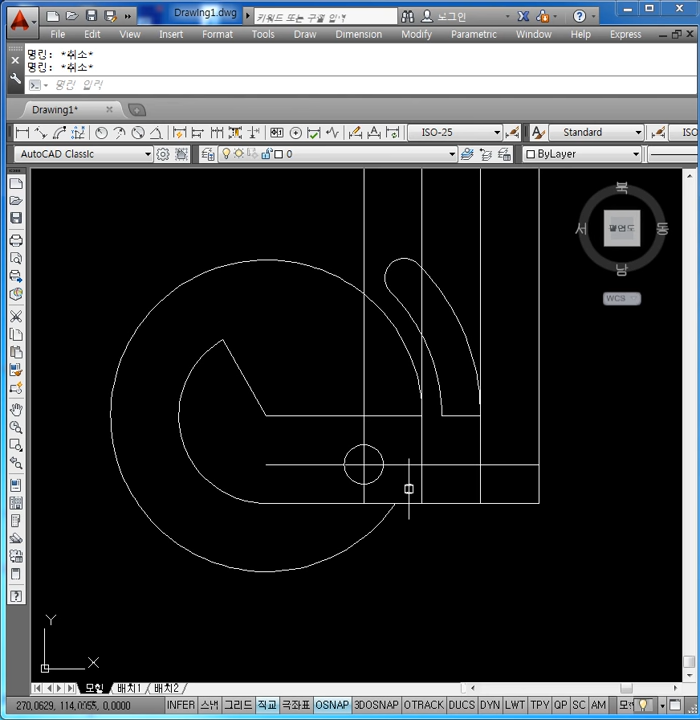 Drawing1.dwg
키워드 또는 구를 입력
로그인
File Edit View Insert Format Tools Draw Dimension Modify Parametric Window Help Express
명령: *취소*
명령: *취소*
명령 입력
Drawing1*
ISO-25
Standard
ISO
AutoCAD Classic
0
ByLayer
북
서 평면도 동
남
WCS
Y
X
모형 배치1 배치2
270,0629, 114,0055, 0,0000 INFER 스냅 그리드 직교 극좌표 OSNAP 3DOSNAP OTRACK DUCS DYN LWT TPY QP SC AM 모형